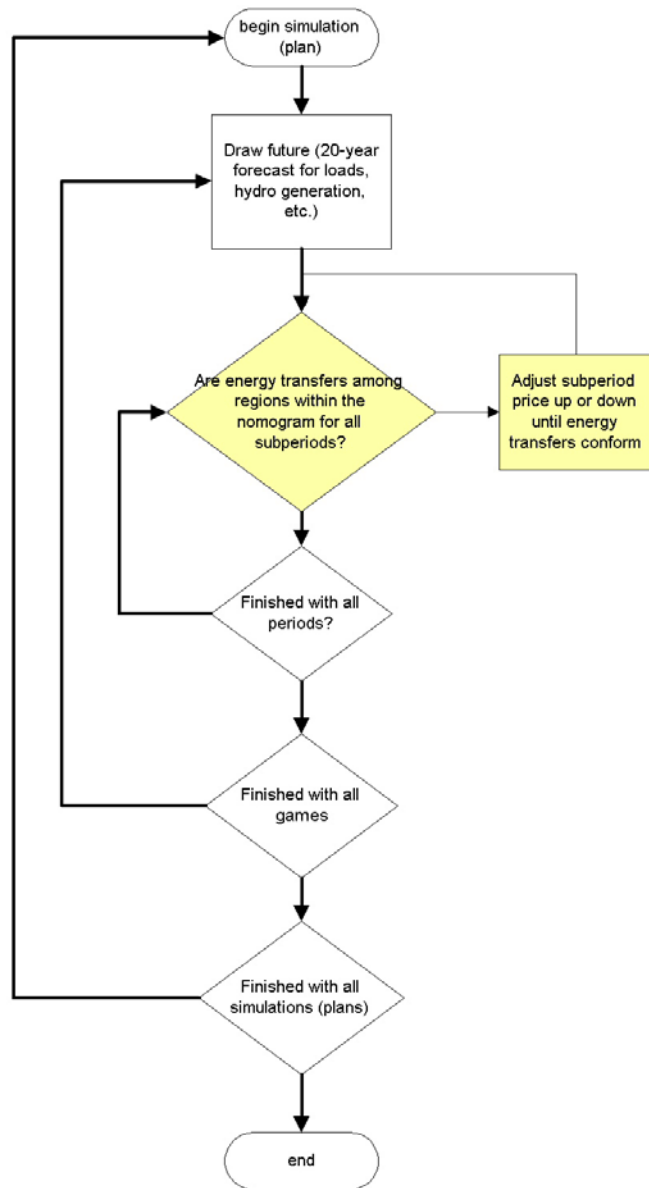 begin simulation
(plan)
Draw future (20-year
forecast for loads,
hydro generation,
etc.)
Are energy transfers among
regions within the
nomogram for all
subperiods?
Adjust subperiod
price up or down
until energy
transfers conform
Finished with all
periods?
Finished with all
games
Finished with all
simulations (plans)
end